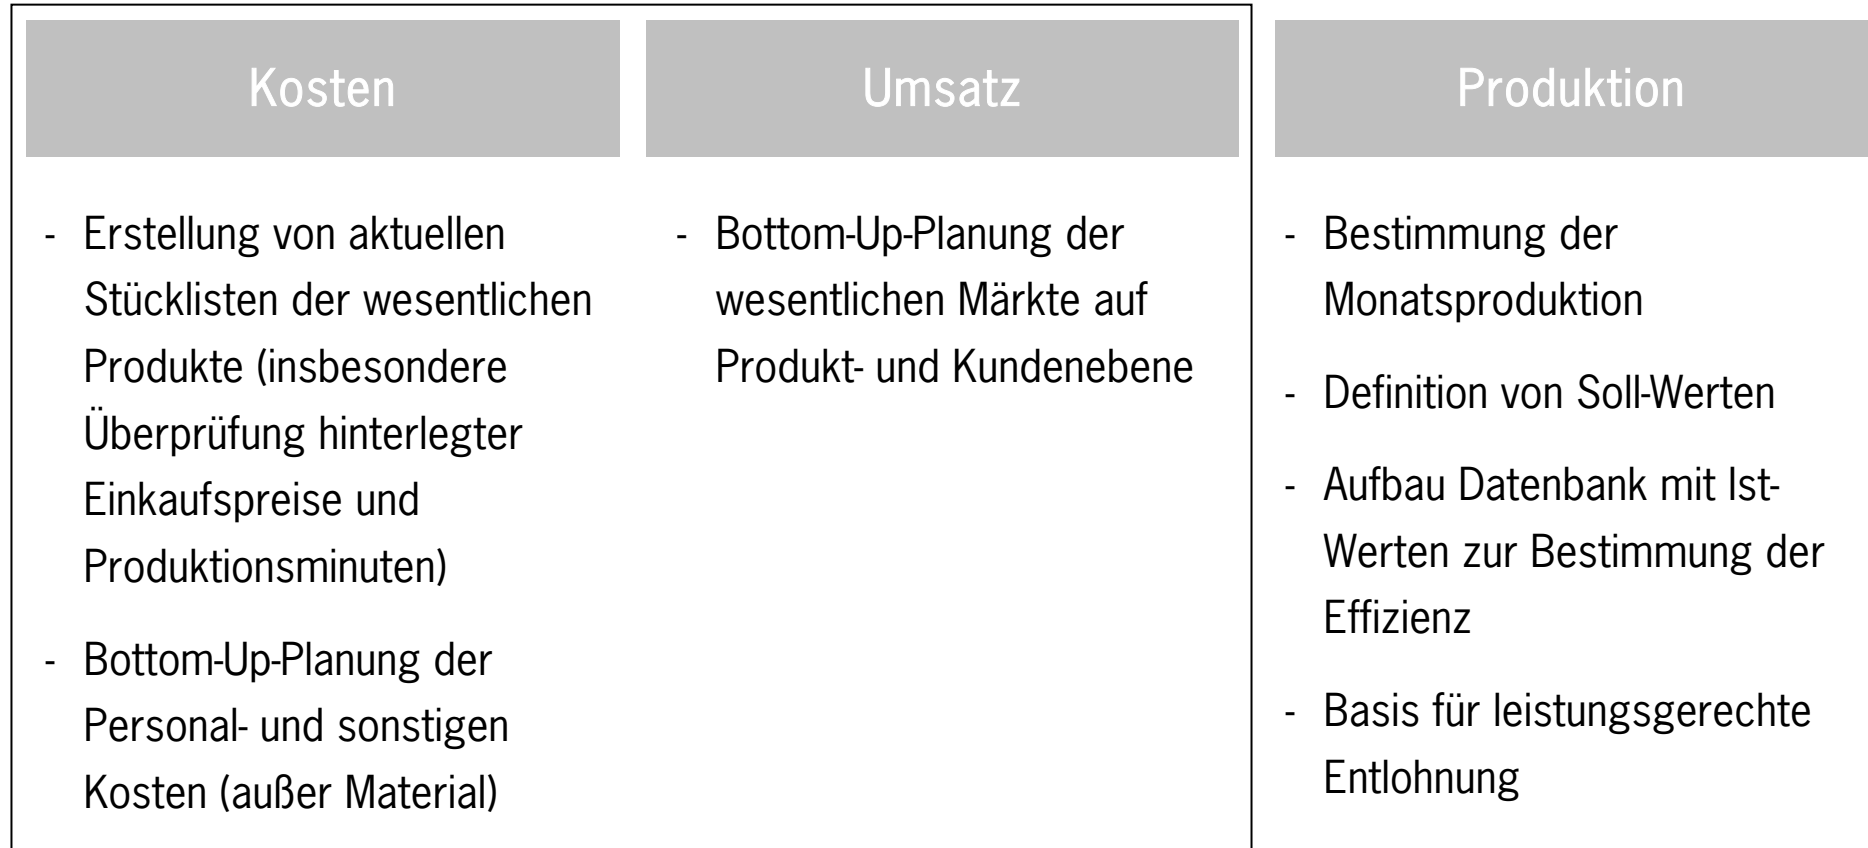 Kosten
- Erstellung von aktuellen
Stücklisten der wesentlichen
Produkte (insbesondere
Überprüfung hinterlegter
Einkaufspreise und
Produktionsminuten)
- Bottom-Up-Planung der
Personal- und sonstigen
Kosten (außer Material)
Umsatz
- Bottom-Up-Planung der
wesentlichen Märkte auf
Produkt- und Kundenebene
Produktion
- Bestimmung der
Monatsproduktion
- Definition von Soll-Werten
- Aufbau Datenbank mit Ist-
Werten zur Bestimmung der
Effizienz
- Basis für leistungsgerechte
Entlohnung